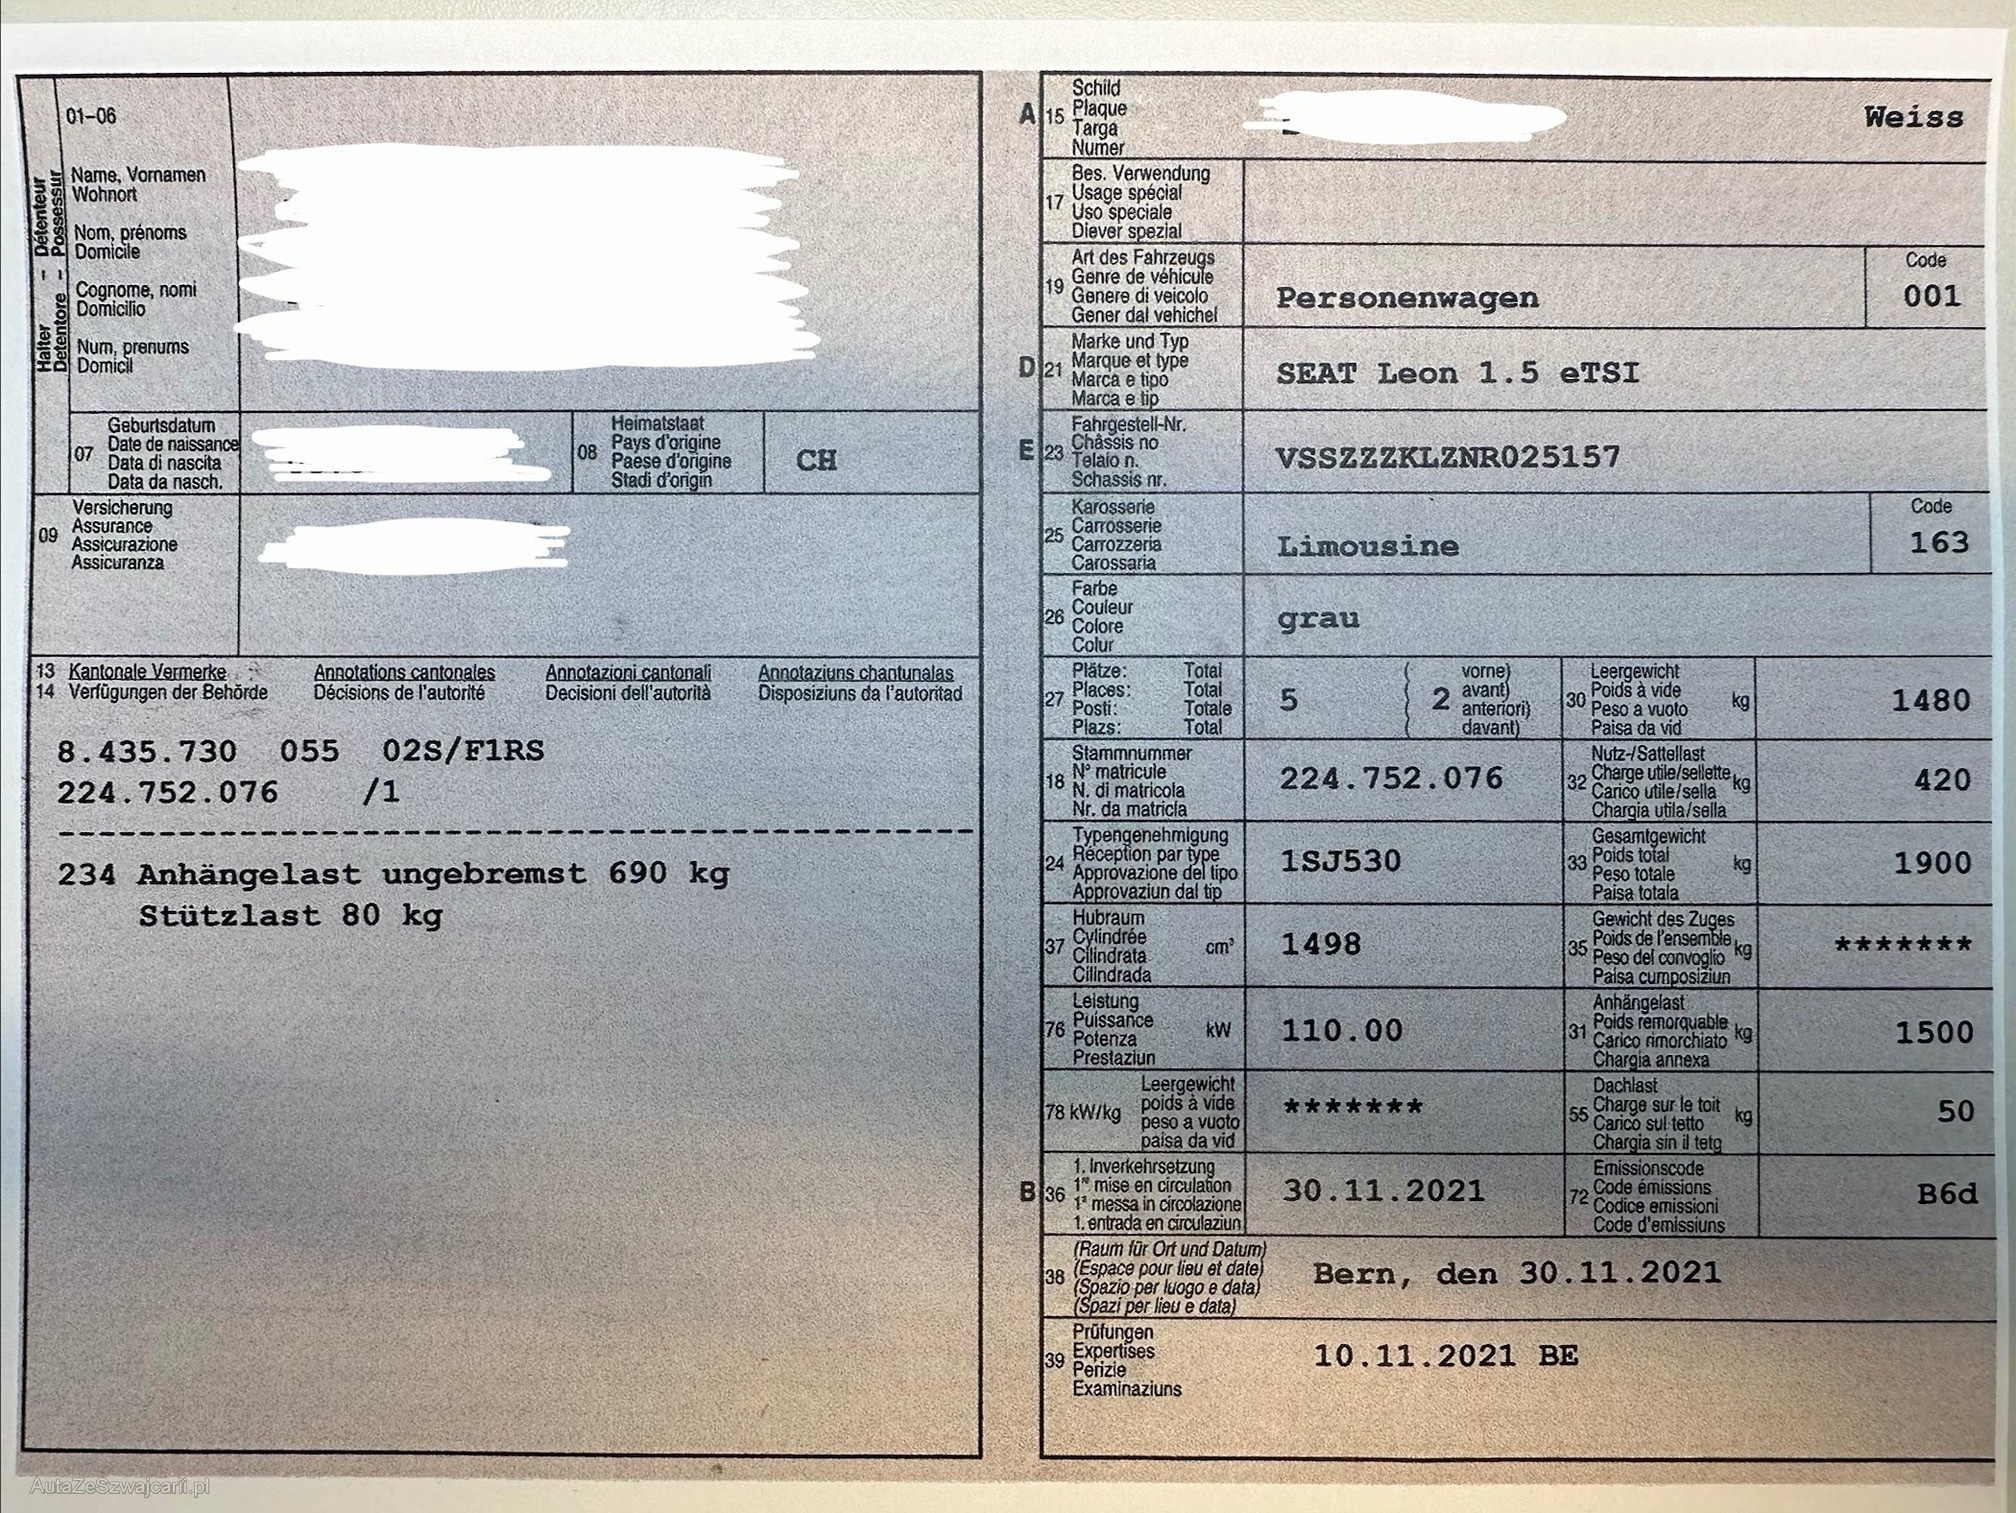 01-06
Halter - Détenteur
Detentore - Possessur
Name, Vornamen
Wohnort
Nom, prénoms
Domicile
Cognome, nomi
Domicilio
Num, prenums
Domicil
07
Geburtsdatum
Date de naissance
Data di nascita
Data da nasch.
08
Heimatstaat
Pays d'origine
Paese d'origine
Stadi d'origin
CH
09
Versicherung
Assurance
Assicurazione
Assicuranza
13 Kantonale Vermerke Annotations cantonales Annotazioni cantonali Annotaziuns chantunalas
14 Verfügungen der Behörde Décisions de l'autorité Decisioni dell'autorità Disposiziuns da l'autoritad
8.435.730 055 02S/F1RS
224.752.076 /1
234 Anhängelast ungebremst 690 kg
Stützlast 80 kg
A 15
Schild
Plaque
Targa
Numer
Weiss
17
Bes. Verwendung
Usage spécial
Uso speciale
Diever spezial
19
Art des Fahrzeugs
Genre de véhicule
Genere di veicolo
Gener dal vehichel
Personenwagen
Code
001
D 21
Marke und Typ
Marque et type
Marca e tipo
Marca e tip
SEAT Leon 1.5 eTSI
E 23
Fahrgestell-Nr.
Châssis no
Telaio n.
Schassis nr.
VSSZZZKLZNR025157
25
Karosserie
Carrosserie
Carrozzeria
Carossaria
Limousine
Code
163
26
Farbe
Couleur
Colore
Colur
grau
27
Plätze: Total
Places: Total
Posti: Totale
Plazs: Total
5
( 2 vorne)
avant)
anteriori)
davant)
30
Leergewicht
Poids à vide
Peso a vuoto
Paisa da vid
kg
1480
18
Stammnummer
N° matricule
N. di matricola
Nr. da matricla
224.752.076
32
Nutz-/Sattellast
Charge utile/sellette
Carico utile/sella
Chargia utila/sella
kg
420
24
Typengenehmigung
Réception par type
Approvazione del tipo
Approvaziun dal tip
1SJ530
33
Gesamtgewicht
Poids total
Peso totale
Paisa totala
kg
1900
37
Hubraum
Cylindrée
Cilindrata
Cilindrada
cm³
1498
35
Gewicht des Zuges
Poids de l'ensemble
Peso del convoglio
Paisa cumposiziun
kg
*******
76
Leistung
Puissance
Potenza
Prestaziun
kW
110.00
31
Anhängelast
Poids remorquable
Carico rimorchiato
Chargia annexa
kg
1500
78 kW/kg
Leergewicht
poids à vide
peso a vuoto
paisa da vid
*******
55
Dachlast
Charge sur le toit
Carico sul tetto
Chargia sin il tetg
kg
50
B 36
1. Inverkehrsetzung
1re mise en circulation
1a messa in circolazione
1. entrada en circulaziun
30.11.2021
72
Emissionscode
Code émissions
Codice emissioni
Code d'emissiuns
B6d
38
(Raum für Ort und Datum)
(Espace pour lieu et date)
(Spazio per luogo e data)
(Spazi per lieu e data)
Bern, den 30.11.2021
39
Prüfungen
Expertises
Perizie
Examinaziuns
10.11.2021 BE
AutaZeSzwajcarii.pl